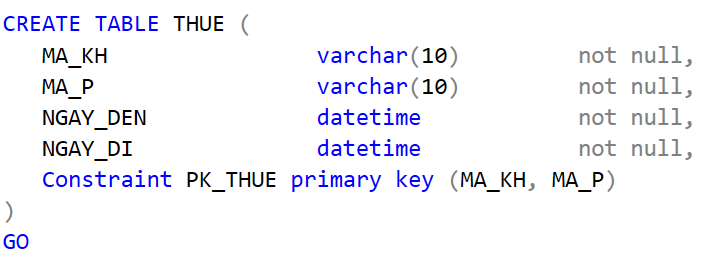 CREATE TABLE THUE (
MA_KH varchar(10) not null,
MA_P varchar(10) not null,
NGAY_DEN datetime not null,
NGAY_DI datetime not null,
Constraint PK_THUE primary key (MA_KH, MA_P)
)
GO